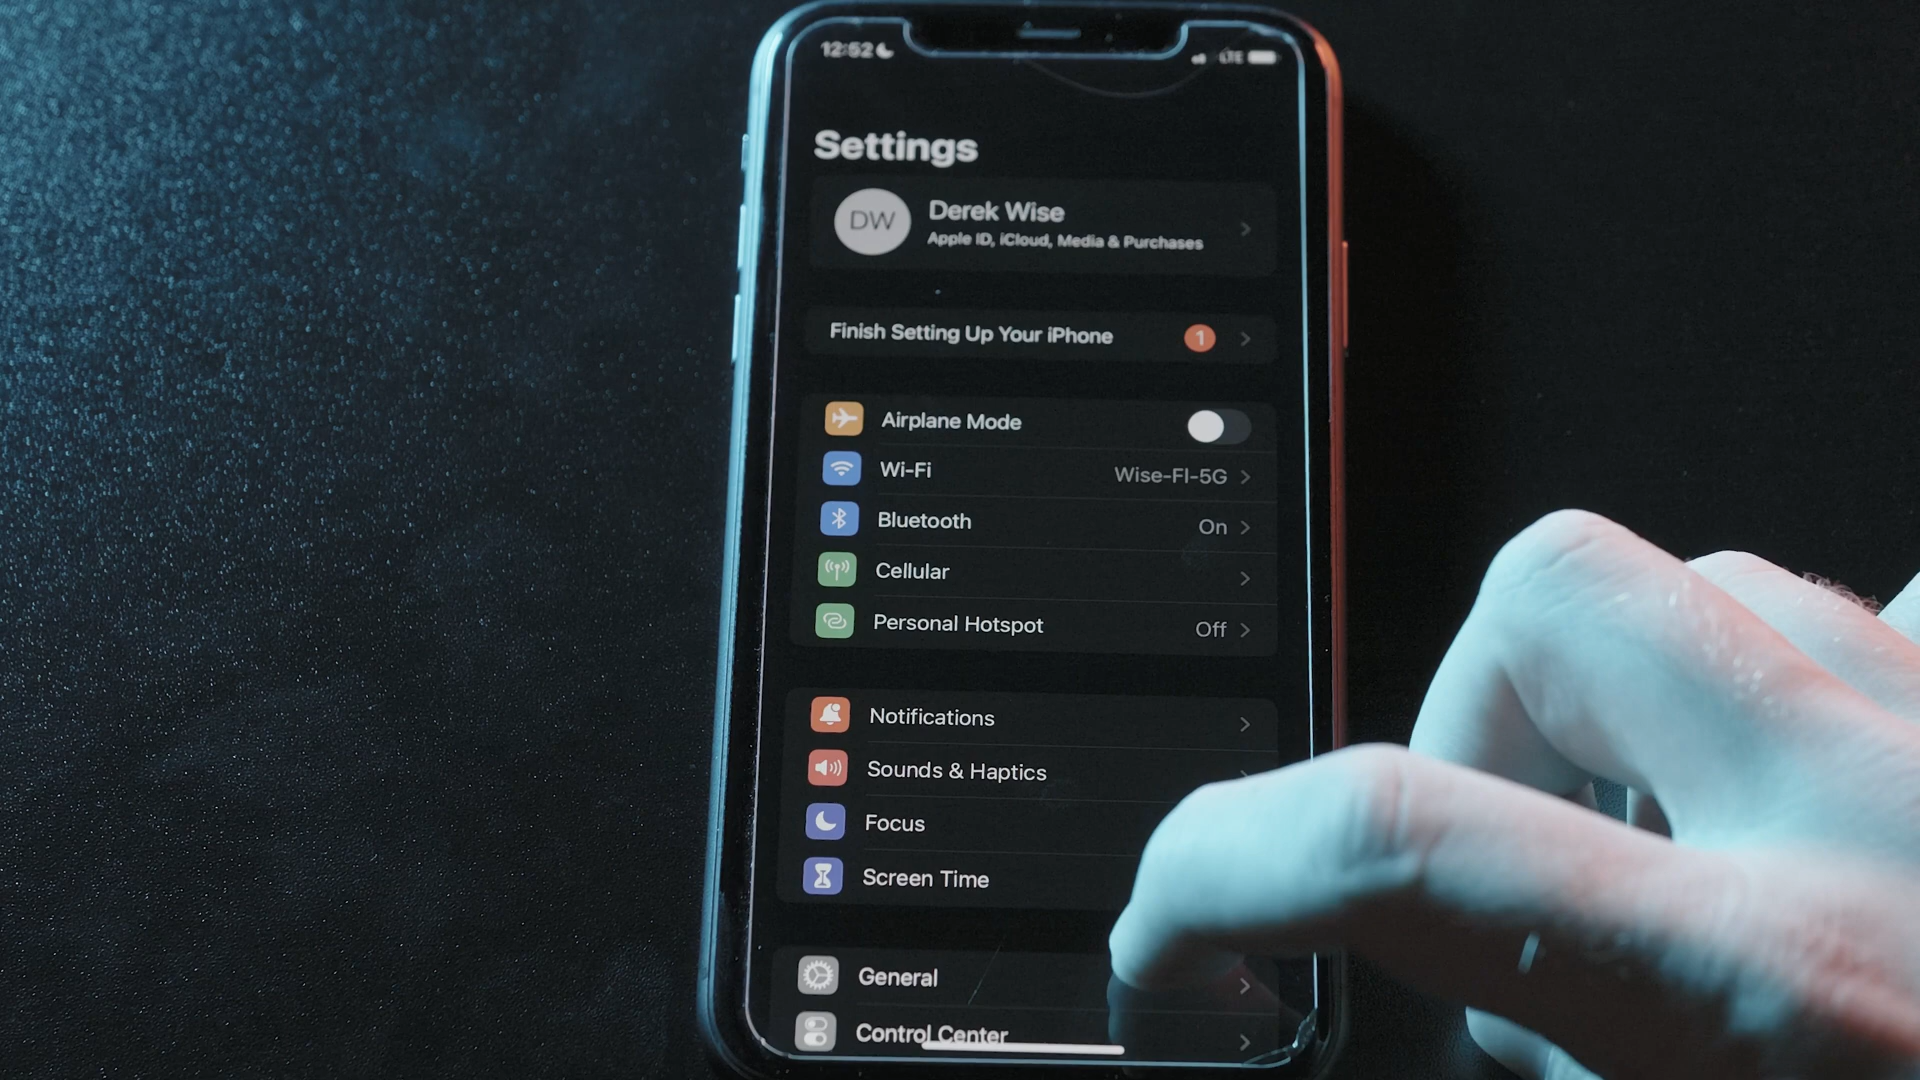 12:52 LTE
Settings
DW
Derek Wise
Apple ID, iCloud, Media & Purchases
Finish Setting Up Your iPhone 1
Airplane Mode
Wi-Fi Wise-FI-5G
Bluetooth On
Cellular
Personal Hotspot Off
Notifications
Sounds & Haptics
Focus
Screen Time
General
Control Center